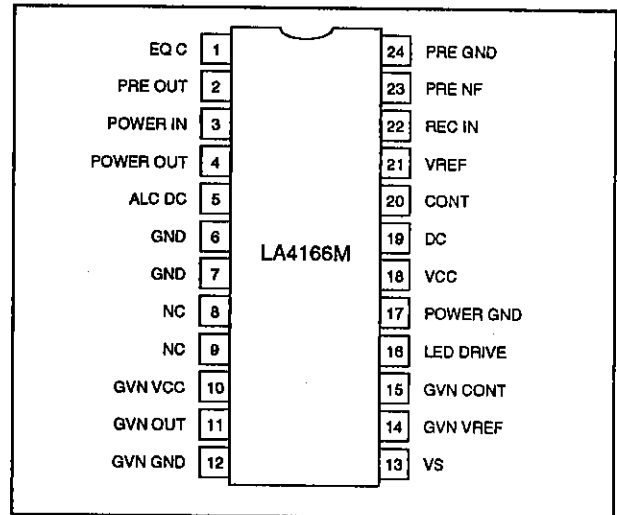 EQ C 1
PRE OUT 2
POWER IN 3
POWER OUT 4
ALC DC 5
GND 6
GND 7
NC 8
NC 9
GVN VCC 10
GVN OUT 11
GVN GND 12
LA4166M
24 PRE GND
23 PRE NF
22 REC IN
21 VREF
20 CONT
19 DC
18 VCC
17 POWER GND
16 LED DRIVE
15 GVN CONT
14 GVN VREF
13 VS